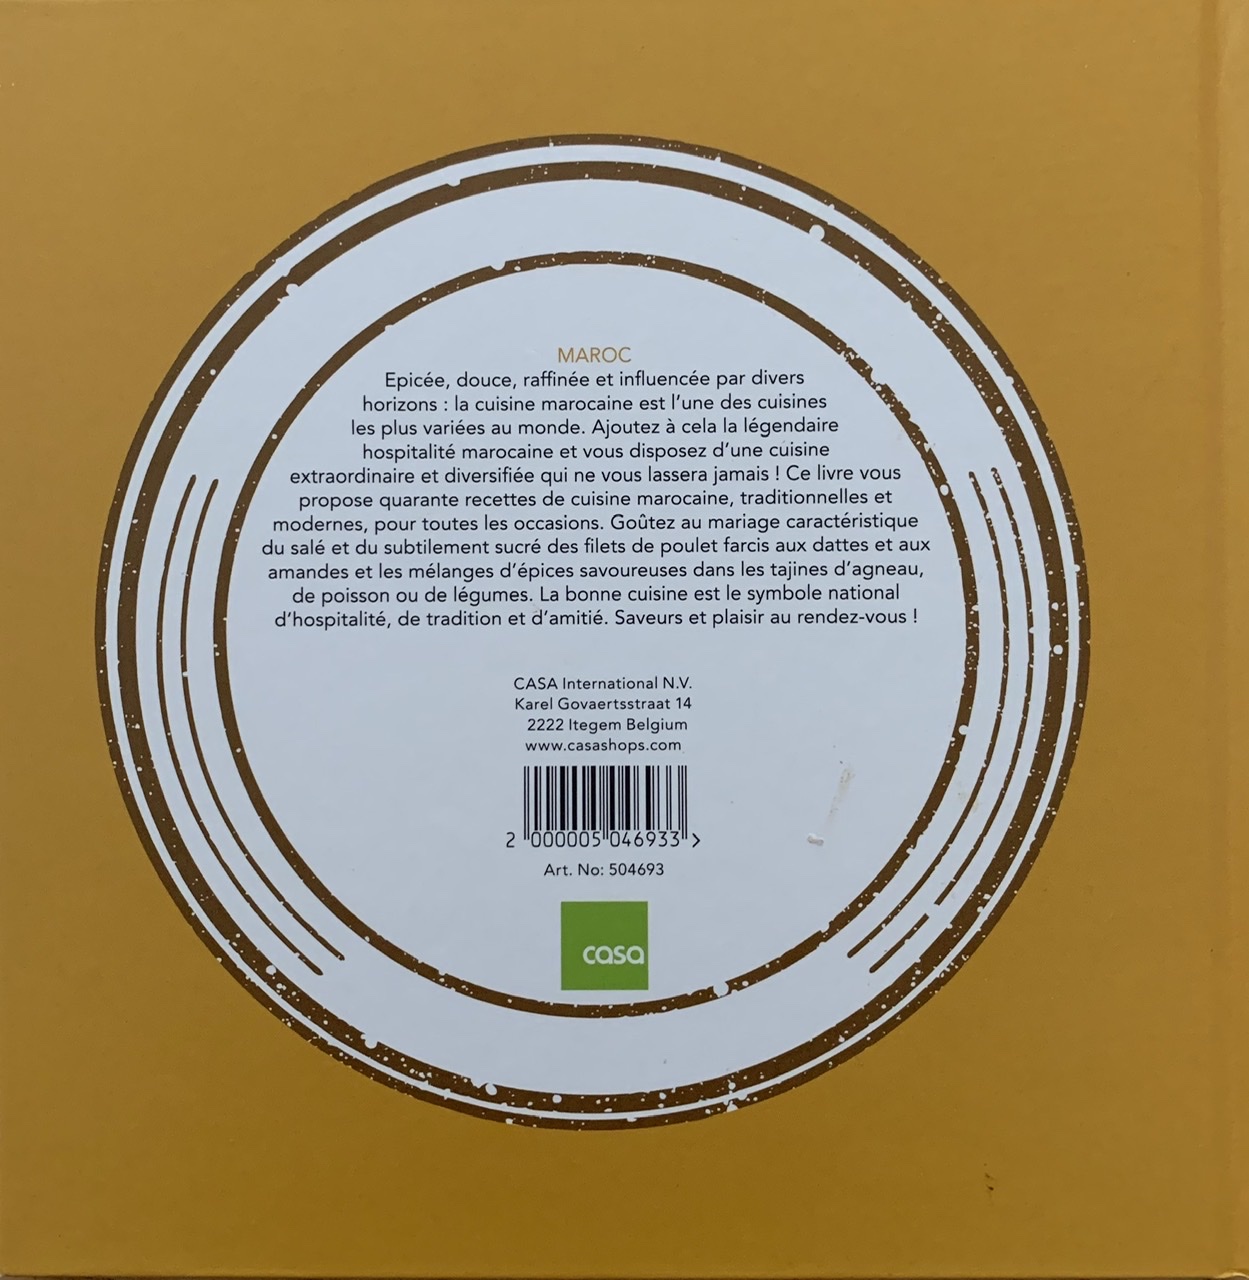 MAROC
Epicée, douce, raffinée et influencée par divers
horizons : la cuisine marocaine est l'une des cuisines
les plus variées au monde. Ajoutez à cela la légendaire
hospitalité marocaine et vous disposez d'une cuisine
extraordinaire et diversifiée qui ne vous lassera jamais ! Ce livre vous
propose quarante recettes de cuisine marocaine, traditionnelles et
modernes, pour toutes les occasions. Goûtez au mariage caractéristique
du salé et du subtilement sucré des filets de poulet farcis aux dattes et aux
amandes et les mélanges d'épices savoureuses dans les tajines d'agneau,
de poisson ou de légumes. La bonne cuisine est le symbole national
d'hospitalité, de tradition et d'amitié. Saveurs et plaisir au rendez-vous !
CASA International N.V.
Karel Govaertsstraat 14
2222 Itegem Belgium
www.casashops.com
2 000005 046933 >
Art. No: 504693
casa